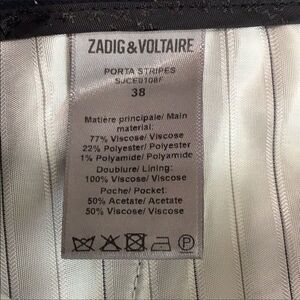 ZADIG & VOLTAIRE
PORTA STRIPES
SJCE0108F
38
Matière principale/ Main
material:
77% Viscose/ Viscose
22% Polyester/ Polyester
1% Polyamide/ Polyamide
Doublure/ Lining:
100% Viscose/ Viscose
Poche/ Pocket:
50% Acetate/ Acetate
50% Viscose/ Viscose
P